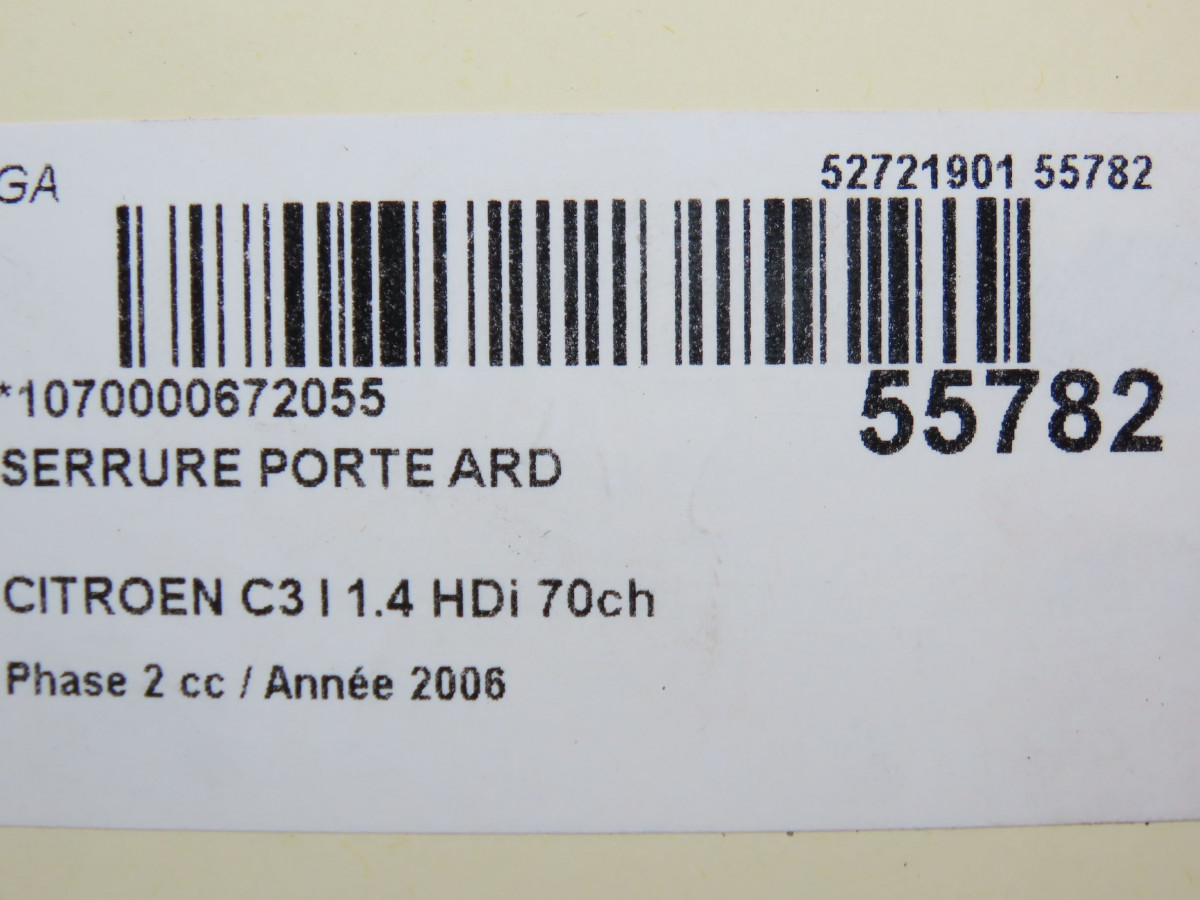 GA
52721901 55782
*1070000672055
55782
SERRURE PORTE ARD
CITROEN C3 I 1.4 HDi 70ch
Phase 2 cc / Année 2006